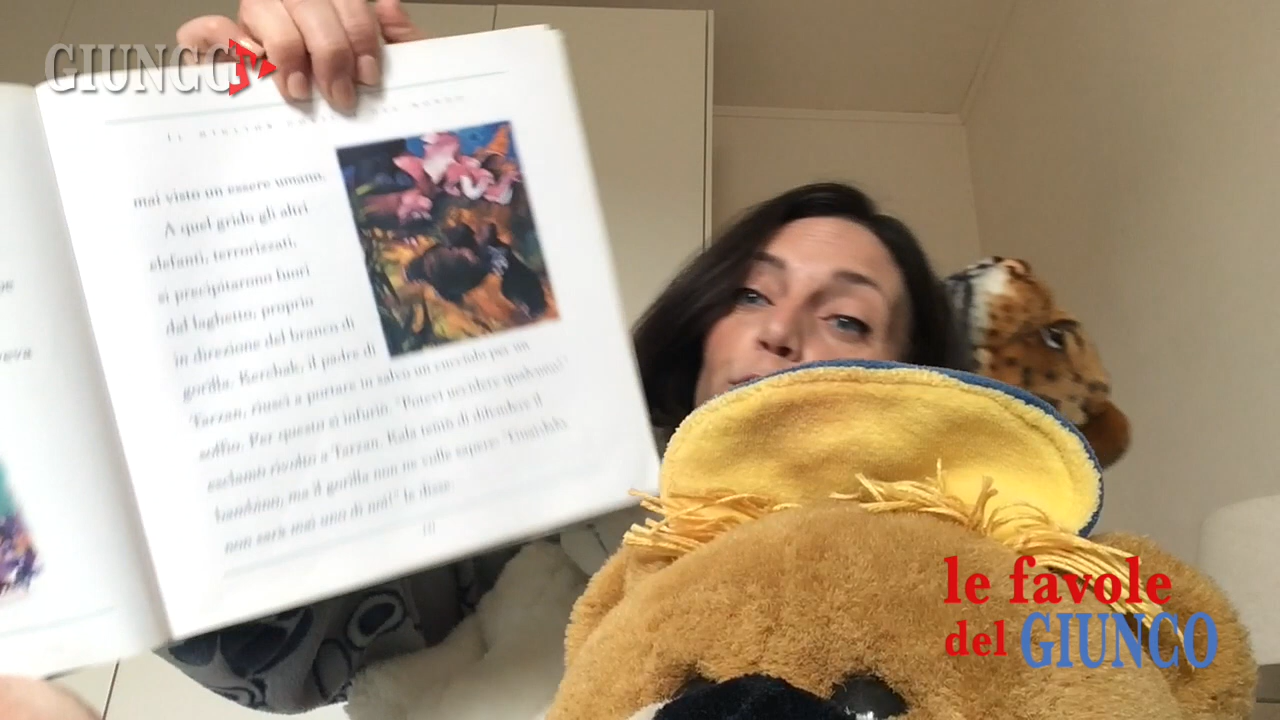 GIUNCO TV
IL MIGLIOR
mai visto un essere umano.
A quel grido gli altri
elefanti, terrorizzati,
si precipitarono fuori
dal laghetto, proprio
in direzione del branco di
gorilla. Kerchak, il padre di
Tarzan, riuscì a portare in salvo un cucciolo per un
soffio. Per questo si infuriò. "Potevi uccidere qualcuno!"
esclamò rivolto a Tarzan. Kala tentò di difendere il
bambino, ma il gorilla non ne volle sapere: "Tarzan
non sarà mai uno di noi!" le disse.
10
le favole
del GIUNCO